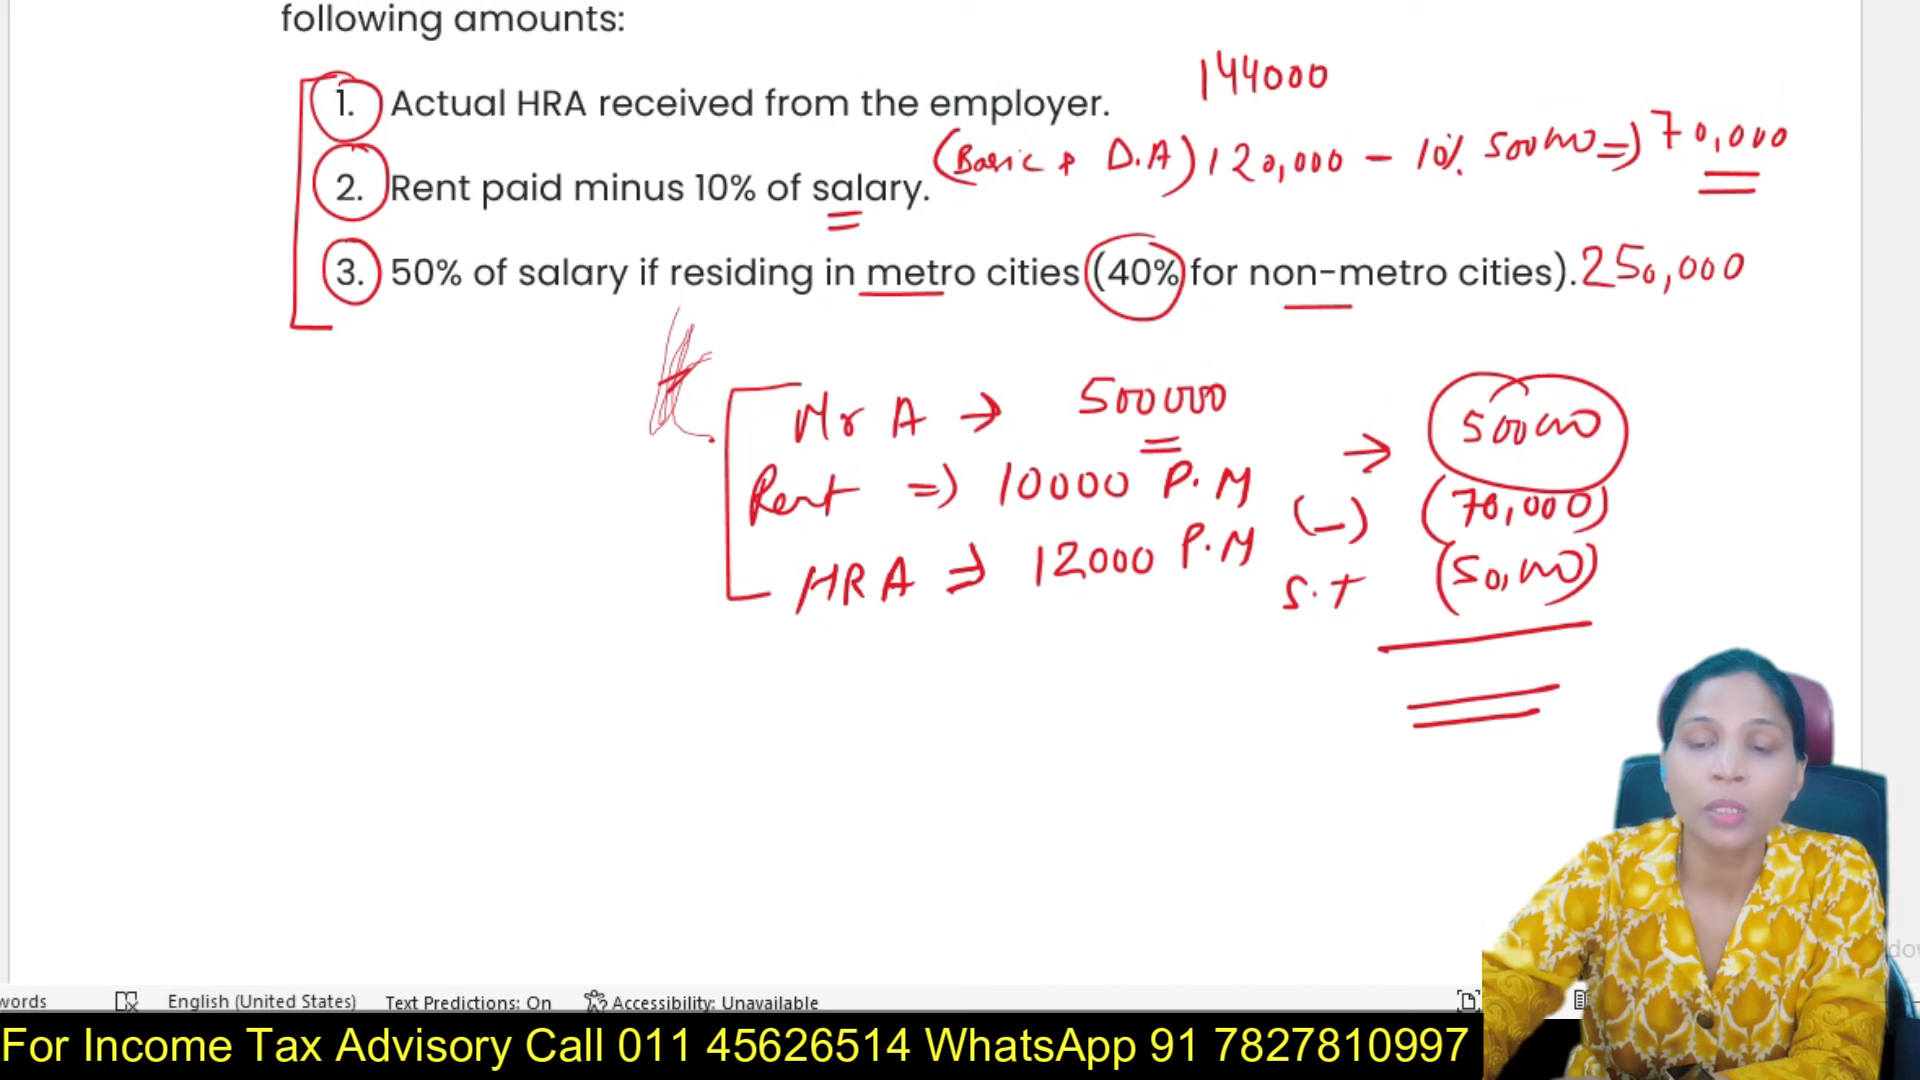 following amounts:
144000
1. Actual HRA received from the employer.
(Basic + D.A) 120,000 - 10% 500000 => 70,000
2. Rent paid minus 10% of salary.
3. 50% of salary if residing in metro cities (40% for non-metro cities). 250,000
Mr A → 500000
→ 500000
Rent => 10000 P.M
(-) (70,000)
HRA => 12000 P.M
S.T (50,000)
words
English (United States)
Text Predictions: On
Accessibility: Unavailable
For Income Tax Advisory Call 011 45626514 WhatsApp 91 7827810997